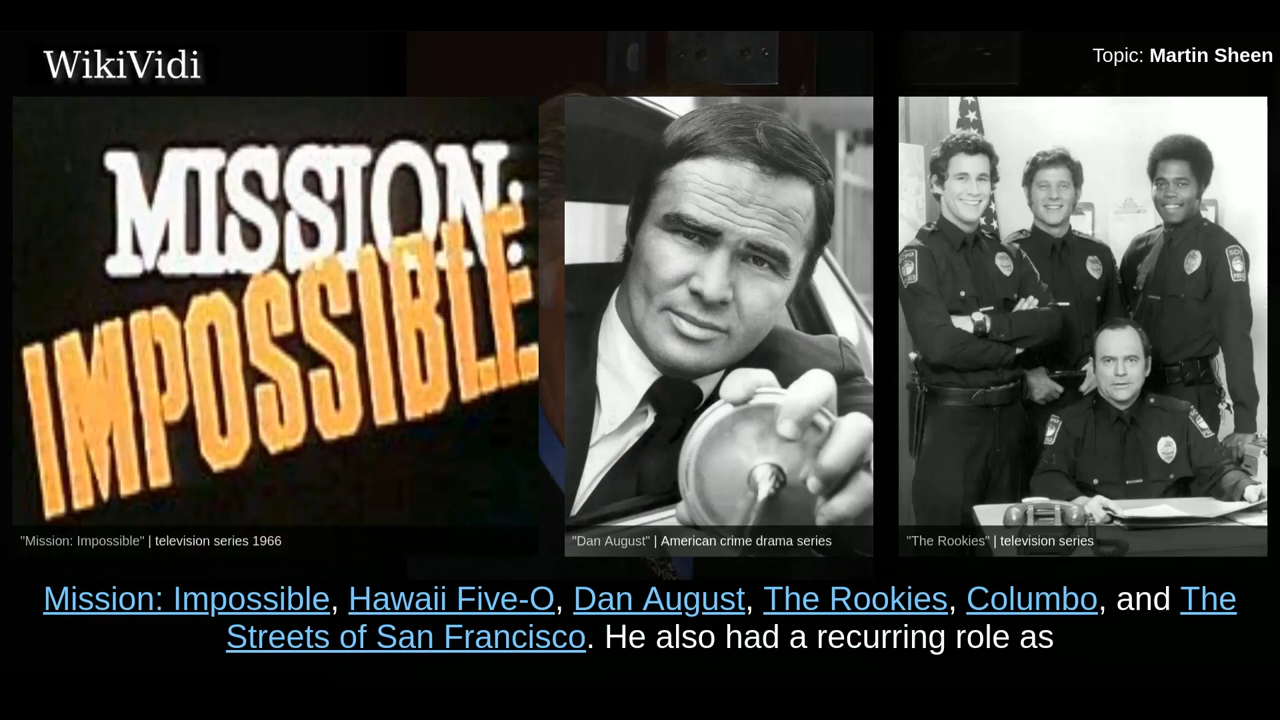 WikiVidi
Topic: Martin Sheen
MISSION:
IMPOSSIBLE
"Mission: Impossible" | television series 1966
"Dan August" | American crime drama series
"The Rookies" | television series
Mission: Impossible, Hawaii Five-O, Dan August, The Rookies, Columbo, and The
Streets of San Francisco. He also had a recurring role as